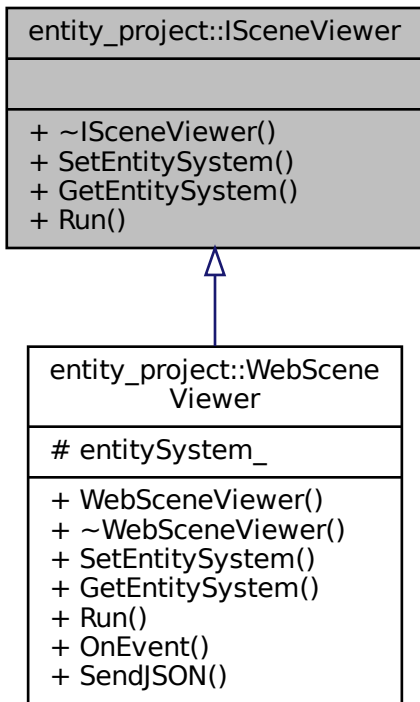 entity_project::ISceneViewer
+ ~ISceneViewer()
+ SetEntitySystem()
+ GetEntitySystem()
+ Run()
entity_project::WebScene
Viewer
# entitySystem_
+ WebSceneViewer()
+ ~WebSceneViewer()
+ SetEntitySystem()
+ GetEntitySystem()
+ Run()
+ OnEvent()
+ SendJSON()